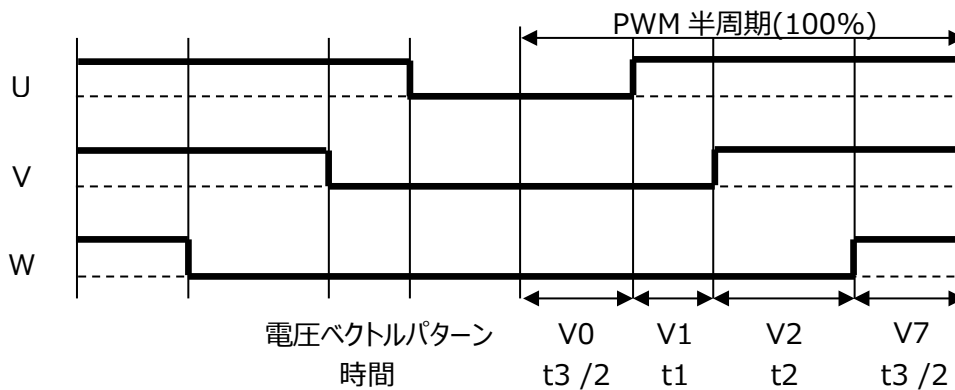 PWM 半周期(100%)
U
V
W
電圧ベクトルパターン V0 V1 V2 V7
時間 t3 /2 t1 t2 t3 /2